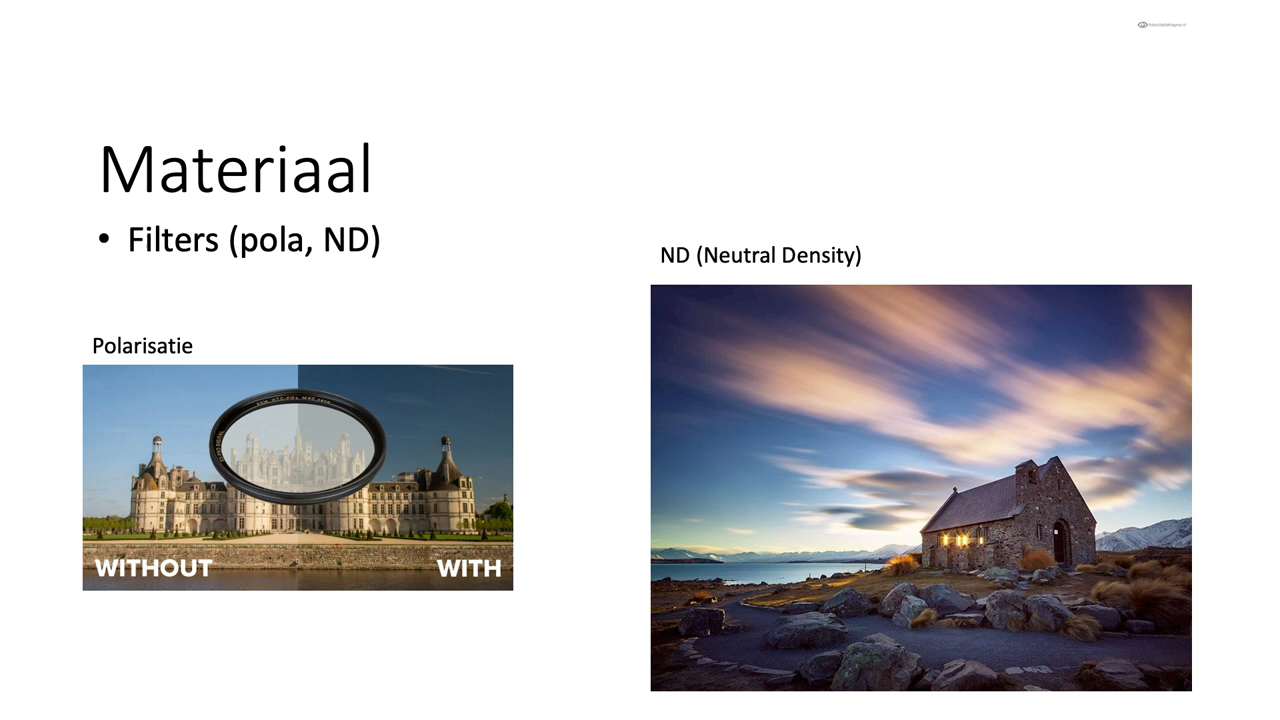 Materiaal
• Filters (pola, ND)
ND (Neutral Density)
Polarisatie
WITHOUT
WITH